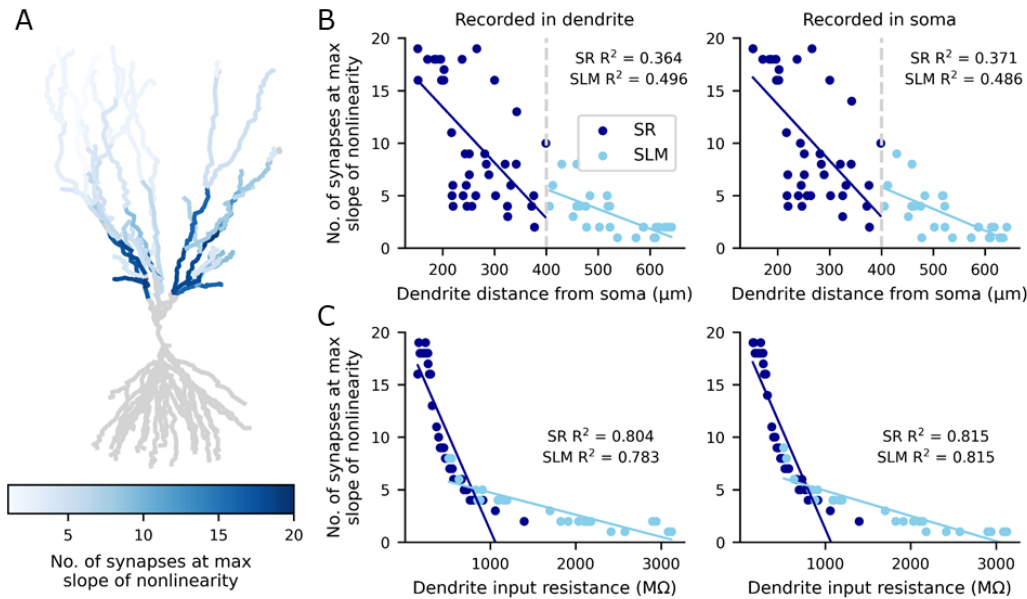 A
B
Recorded in dendrite
Recorded in soma
No. of synapses at max
slope of nonlinearity
20
15
10
5
0
SR R² = 0.364
SLM R² = 0.496
SR
SLM
200
300
400
500
600
Dendrite distance from soma (μm)
20
15
10
5
0
SR R² = 0.371
SLM R² = 0.486
200
300
400
500
600
Dendrite distance from soma (μm)
C
No. of synapses at max
slope of nonlinearity
20
15
10
5
0
SR R² = 0.804
SLM R² = 0.783
0
1000
2000
3000
Dendrite input resistance (MΩ)
20
15
10
5
0
SR R² = 0.815
SLM R² = 0.815
0
1000
2000
3000
Dendrite input resistance (MΩ)
5
10
15
20
No. of synapses at max
slope of nonlinearity